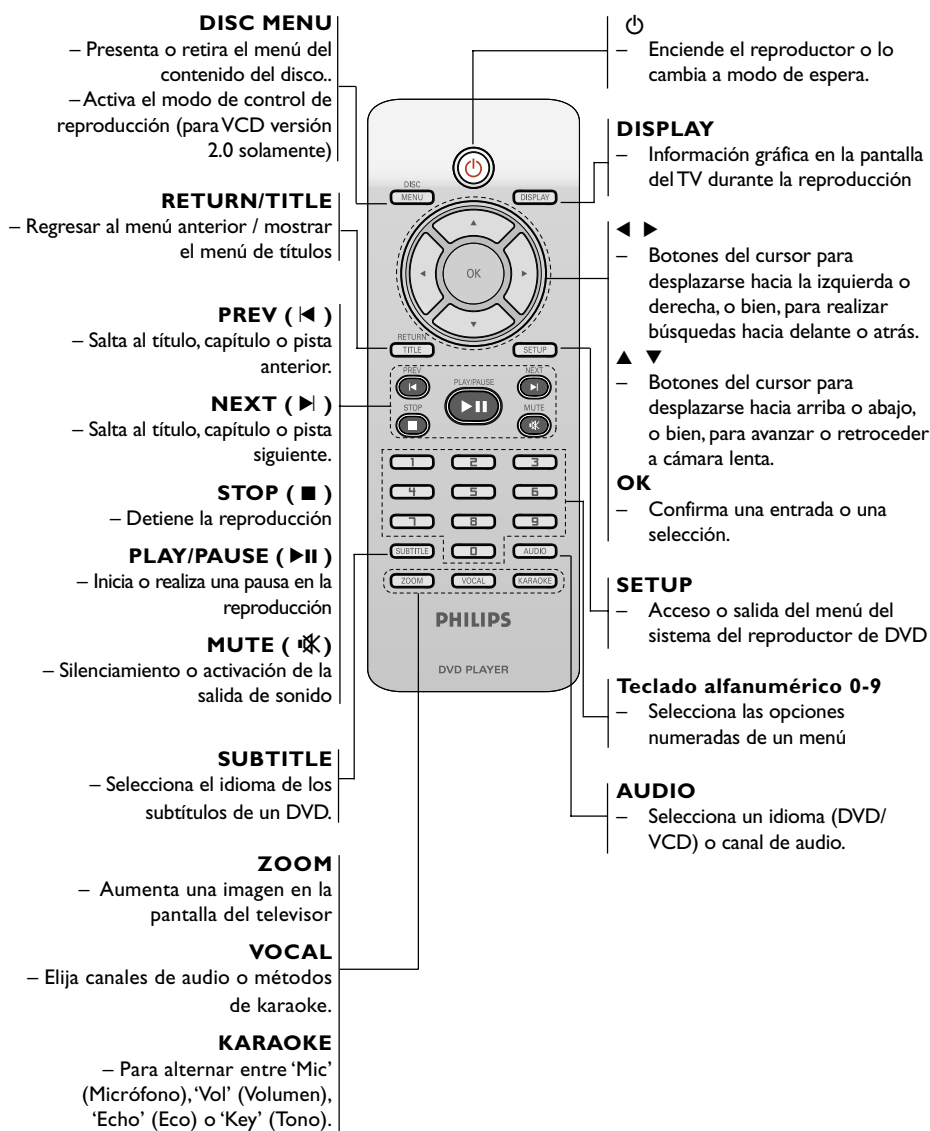 DISC MENU
– Presenta o retira el menú del
contenido del disco..
– Activa el modo de control de
reproducción (para VCD versión
2.0 solamente)
RETURN/TITLE
– Regresar al menú anterior / mostrar
el menú de títulos
PREV ( ⏮ )
– Salta al título, capítulo o pista
anterior.
NEXT ( ⏭ )
– Salta al título, capítulo o pista
siguiente.
STOP ( ■ )
– Detiene la reproducción
PLAY/PAUSE ( ▶II )
– Inicia o realiza una pausa en la
reproducción
MUTE ( 🔇 )
– Silenciamiento o activación de la
salida de sonido
SUBTITLE
– Selecciona el idioma de los
subtítulos de un DVD.
ZOOM
– Aumenta una imagen en la
pantalla del televisor
VOCAL
– Elija canales de audio o métodos
de karaoke.
KARAOKE
– Para alternar entre ‘Mic’
(Micrófono), ‘Vol’ (Volumen),
‘Echo’ (Eco) o ‘Key’ (Tono).
DISC
MENU
DISPLAY
▲
◀ OK ▶
▼
RETURN
TITLE
SETUP
PREV
PLAY/PAUSE
NEXT
STOP
MUTE
1 2 3
4 5 6
7 8 9
SUBTITLE 0 AUDIO
ZOOM VOCAL KARAOKE
PHILIPS
DVD PLAYER
⏻
– Enciende el reproductor o lo
cambia a modo de espera.
DISPLAY
– Información gráfica en la pantalla
del TV durante la reproducción
◀ ▶
– Botones del cursor para
desplazarse hacia la izquierda o
derecha, o bien, para realizar
búsquedas hacia delante o atrás.
▲ ▼
– Botones del cursor para
desplazarse hacia arriba o abajo,
o bien, para avanzar o retroceder
a cámara lenta.
OK
– Confirma una entrada o una
selección.
SETUP
– Acceso o salida del menú del
sistema del reproductor de DVD
Teclado alfanumérico 0-9
– Selecciona las opciones
numeradas de un menú
AUDIO
– Selecciona un idioma (DVD/
VCD) o canal de audio.